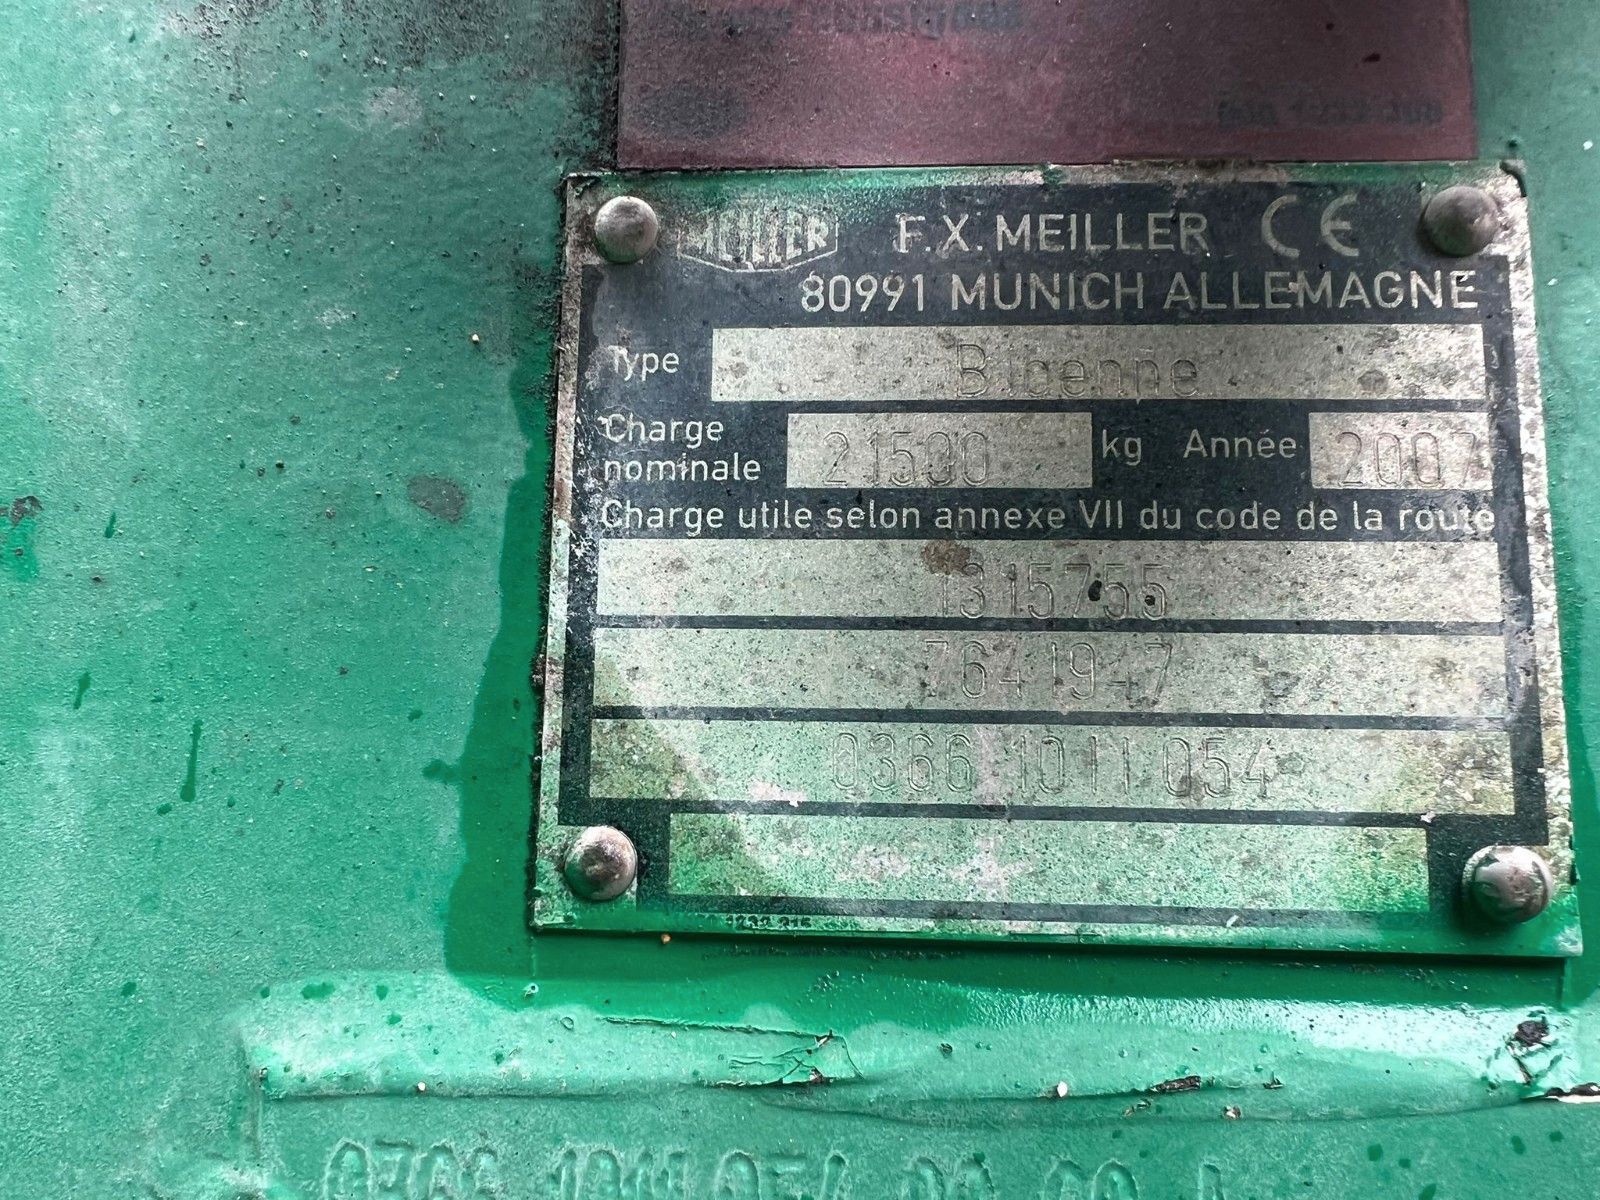 MEILLER F.X. MEILLER CE
80991 MUNICH ALLEMAGNE
Type Bicenne
Charge nominale 21500 kg Année 2007
Charge utile selon annexe VII du code de la route
1315755
7641947
0366 1011 054